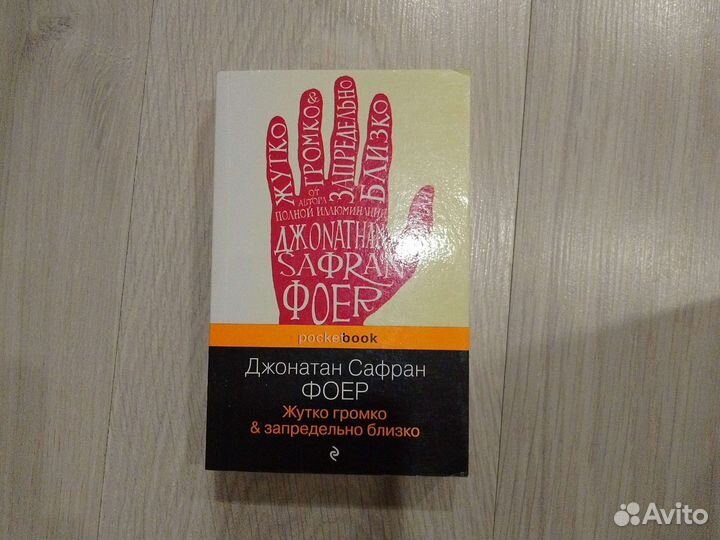 ЖУТКО
ГРОМКО &
ЗАПРЕДЕЛЬНО
БЛИЗКО
ОТ
АВТОРА
ПОЛНОЙ ИЛЛЮМИНАЦИИ
ДЖОNATHAN
SAФRAN
ФОЕР
pocketbook
Джонатан Сафран
ФОЕР
Жутко громко
& запредельно близко
Avito